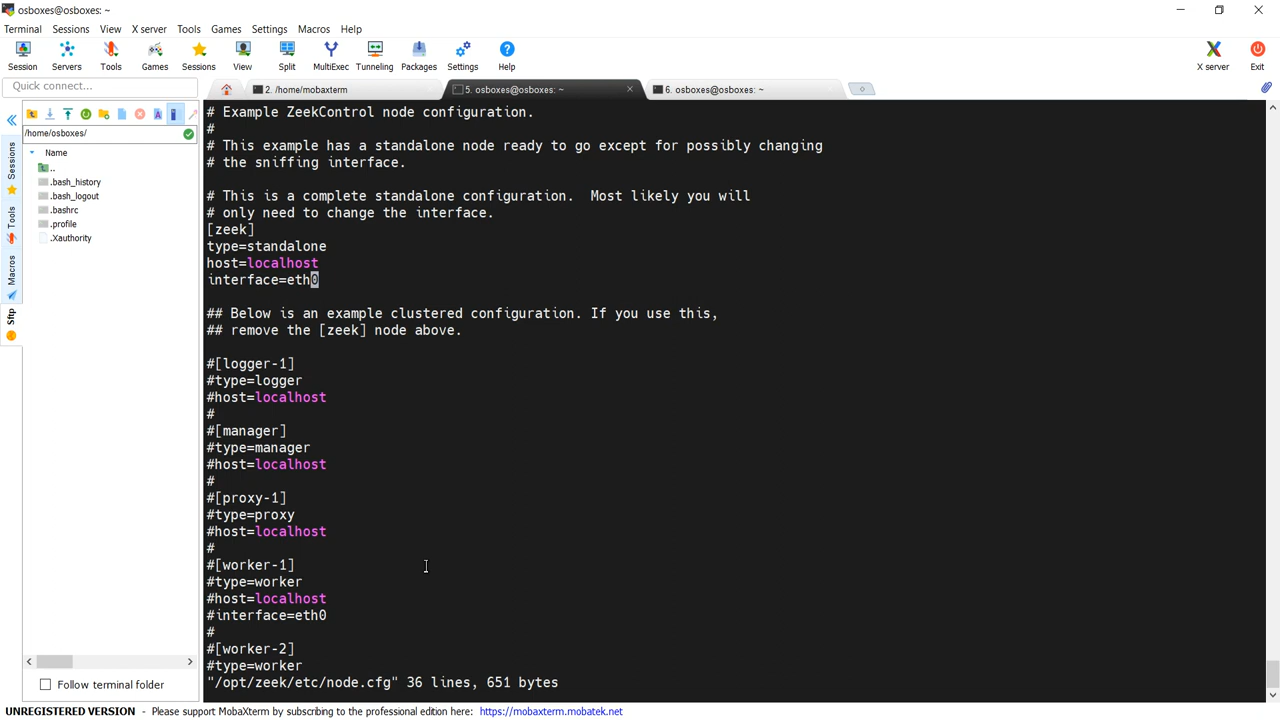 osboxes@osboxes: ~
Terminal Sessions View X server Tools Games Settings Macros Help
Session Servers Tools Games Sessions View Split MultiExec Tunneling Packages Settings Help X server Exit
Quick connect...
2. /home/mobaxterm
5. osboxes@osboxes: ~
6. osboxes@osboxes: ~
/home/osboxes/
Name
..
.bash_history
.bash_logout
.bashrc
.profile
.Xauthority
Sessions
Tools
Macros
Sftp
# Example ZeekControl node configuration.
#
# This example has a standalone node ready to go except for possibly changing
# the sniffing interface.
# This is a complete standalone configuration.  Most likely you will
# only need to change the interface.
[zeek]
type=standalone
host=localhost
interface=eth0
## Below is an example clustered configuration. If you use this,
## remove the [zeek] node above.
#[logger-1]
#type=logger
#host=localhost
#
#[manager]
#type=manager
#host=localhost
#
#[proxy-1]
#type=proxy
#host=localhost
#
#[worker-1]
#type=worker
#host=localhost
#interface=eth0
#
#[worker-2]
#type=worker
"/opt/zeek/etc/node.cfg" 36 lines, 651 bytes
Follow terminal folder
UNREGISTERED VERSION - Please support MobaXterm by subscribing to the professional edition here: https://mobaxterm.mobatek.net